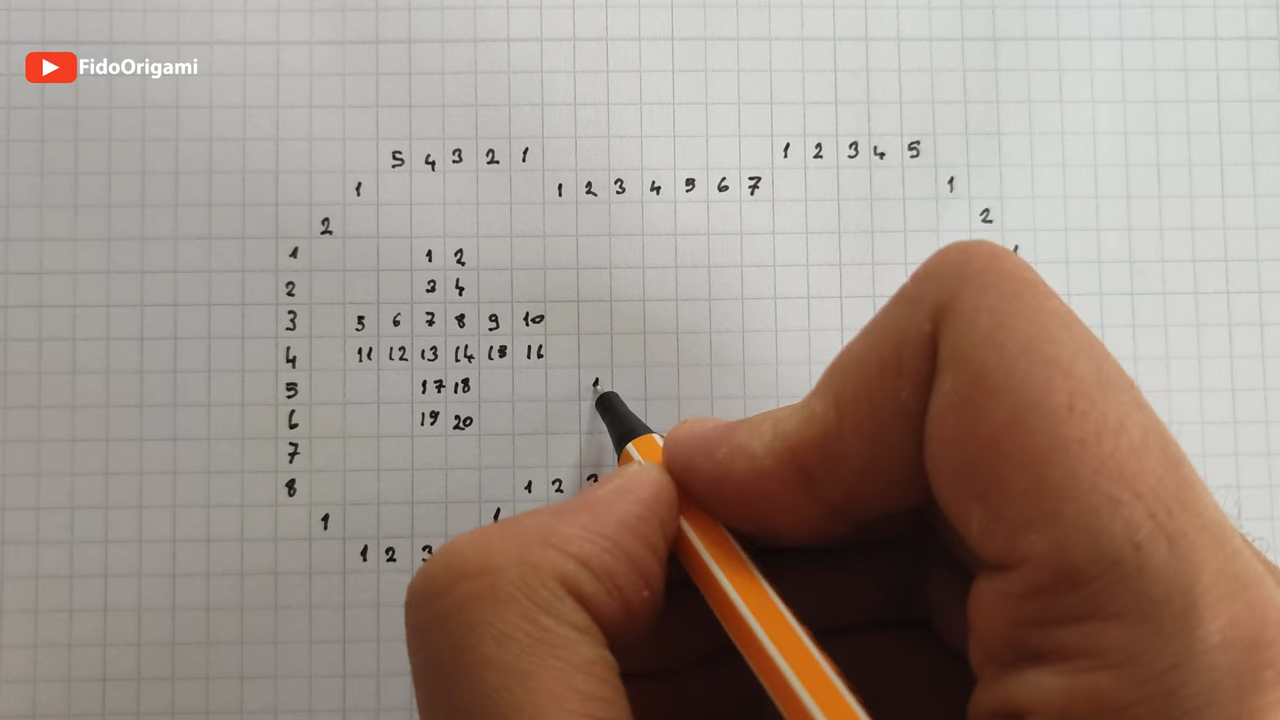 FidoOrigami
5 4 3 2 1 1 2 3 4 5
1 1 2 3 4 5 6 7 1
2 2
1 1 2
2 3 4
3 5 6 7 8 9 10
4 11 12 13 14 15 16
5 17 18
6 19 20
7
8 1 2
1 1
1 2 3